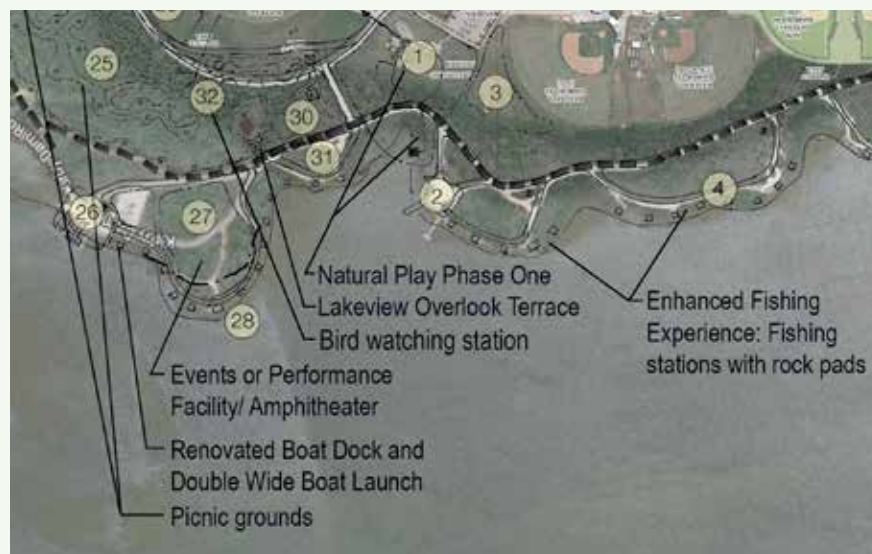 25
1
3
32
30
31
26
27
2
4
28
Natural Play Phase One
Lakeview Overlook Terrace
Bird watching station
Enhanced Fishing
Experience: Fishing
stations with rock pads
Events or Performance
Facility/ Amphitheater
Renovated Boat Dock and
Double Wide Boat Launch
Picnic grounds